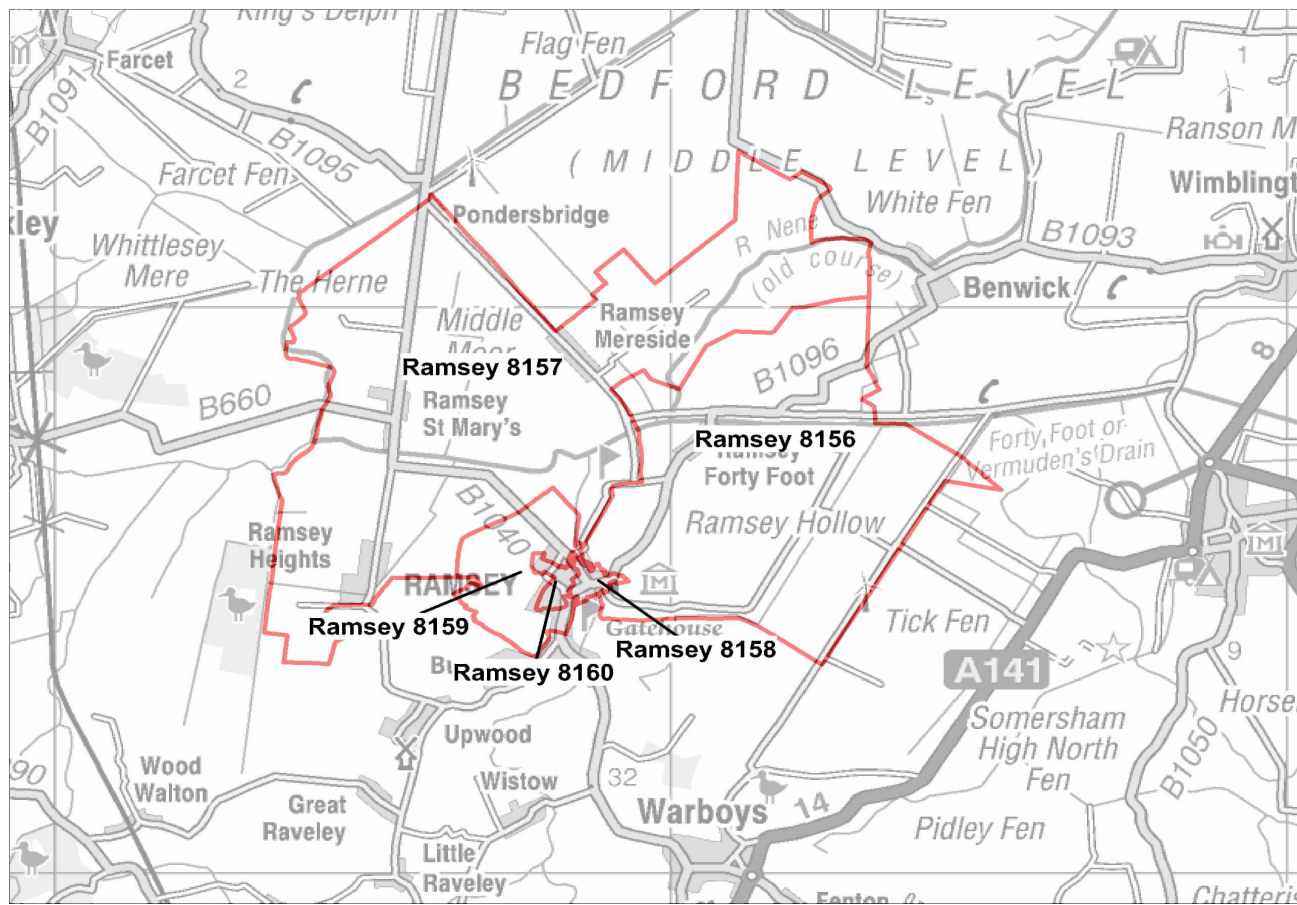 King's Delph
Flag Fen
Farcet
2
1
B1091
BEDFORD LEVEL
B1095
Ranson M
Farcet Fen
(MIDDLE LEVEL)
Wimblingt
Pondersbridge
White Fen
xley
R Nene
(old course)
B1093
Whittlesey
Mere
The Herne
Benwick
Middle
Ramsey
Mereside
Ramsey 8157
8
B1096
B660
Ramsey
St Mary's
Ramsey 8156
Forty Foot or
Vermuden's Drain
Ramsey
Forty Foot
B1040
Ramsey Hollow
Ramsey
Heights
M
M
RAMSEY
Ramsey 8159
Gatehouse
Tick Fen
Ramsey 8158
Ramsey 8160
9
A141
Horse
Somersham
High North
Fen
Upwood
B1050
Wood
Walton
Wistow
32
90
Great
Raveley
Warboys
14
Pidley Fen
Little
Raveley
Fenton
Chatteris